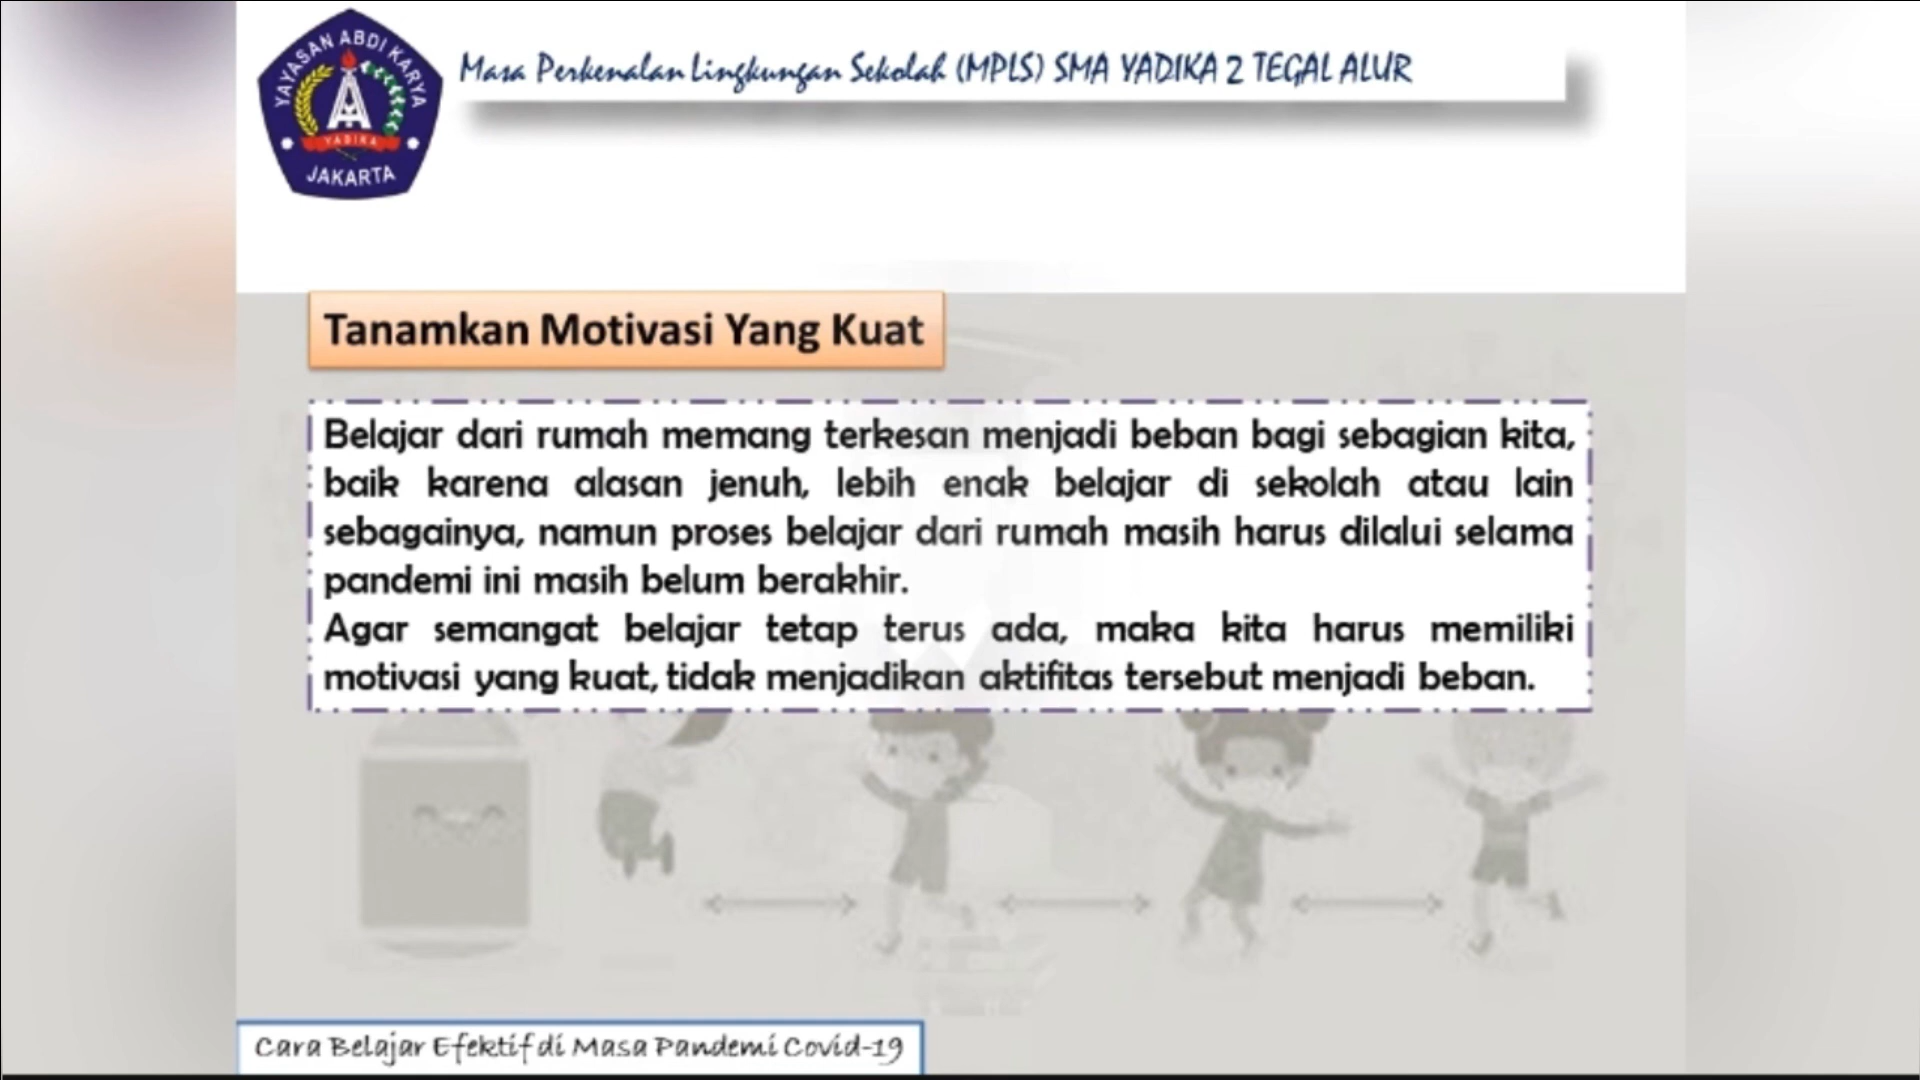 YAYASAN ABDI KARYA
YADIKA
JAKARTA
Masa Perkenalan Lingkungan Sekolah (MPLS) SMA YADIKA 2 TEGAL ALUR
Tanamkan Motivasi Yang Kuat
Belajar dari rumah memang terkesan menjadi beban bagi sebagian kita,
baik karena alasan jenuh, lebih enak belajar di sekolah atau lain
sebagainya, namun proses belajar dari rumah masih harus dilalui selama
pandemi ini masih belum berakhir.
Agar semangat belajar tetap terus ada, maka kita harus memiliki
motivasi yang kuat, tidak menjadikan aktifitas tersebut menjadi beban.
Cara Belajar Efektif di Masa Pandemi Covid-19